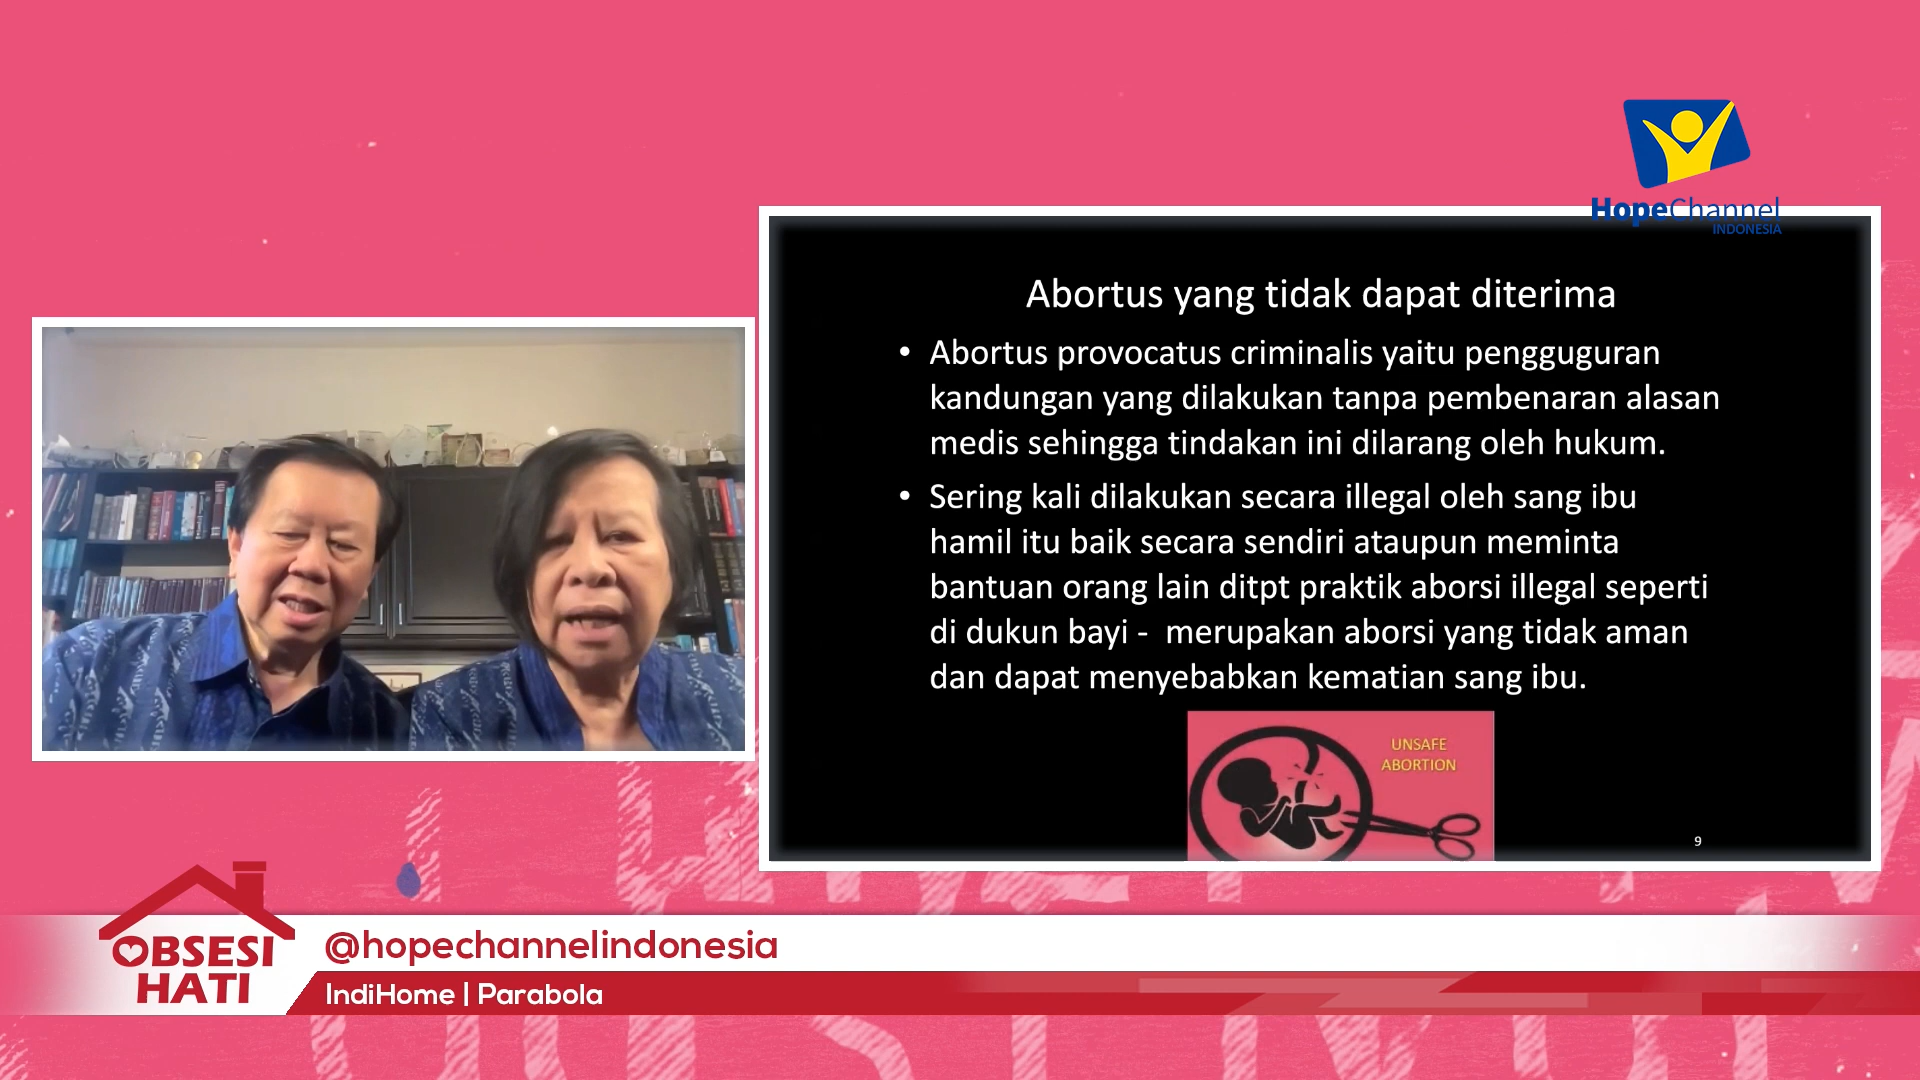 HopeChannel
INDONESIA
Abortus yang tidak dapat diterima
• Abortus provocatus criminalis yaitu pengguguran
kandungan yang dilakukan tanpa pembenaran alasan
medis sehingga tindakan ini dilarang oleh hukum.
• Sering kali dilakukan secara illegal oleh sang ibu
hamil itu baik secara sendiri ataupun meminta
bantuan orang lain ditpt praktik aborsi illegal seperti
di dukun bayi - merupakan aborsi yang tidak aman
dan dapat menyebabkan kematian sang ibu.
UNSAFE
ABORTION
9
OBSESI
HATI
@hopechannelindonesia
IndiHome | Parabola